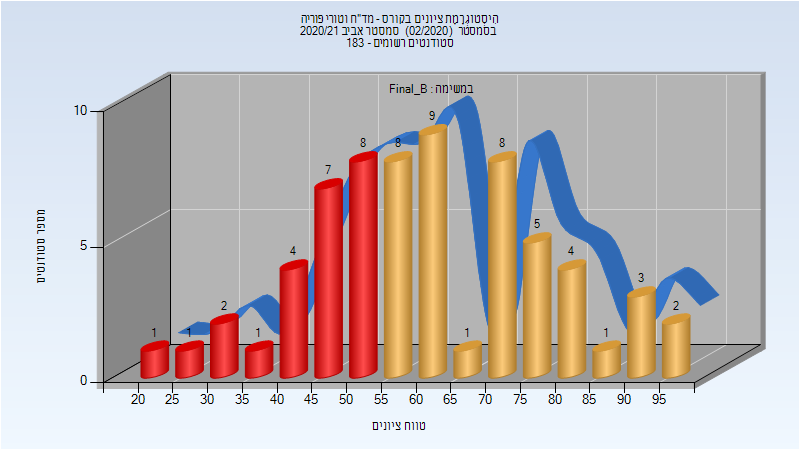 היסטוגרמת ציונים בקורס - מד"ח וטורי פוריה
בסמסטר (02/2020) סמסטר אביב 2020/21
סטודנטים רשומים - 183
במשימה : Final_B
מספר סטודנטים
10
5
0
1
1
2
1
4
7
8
8
9
1
8
5
4
1
3
2
20 25 30 35 40 45 50 55 60 65 70 75 80 85 90 95
טווח ציונים